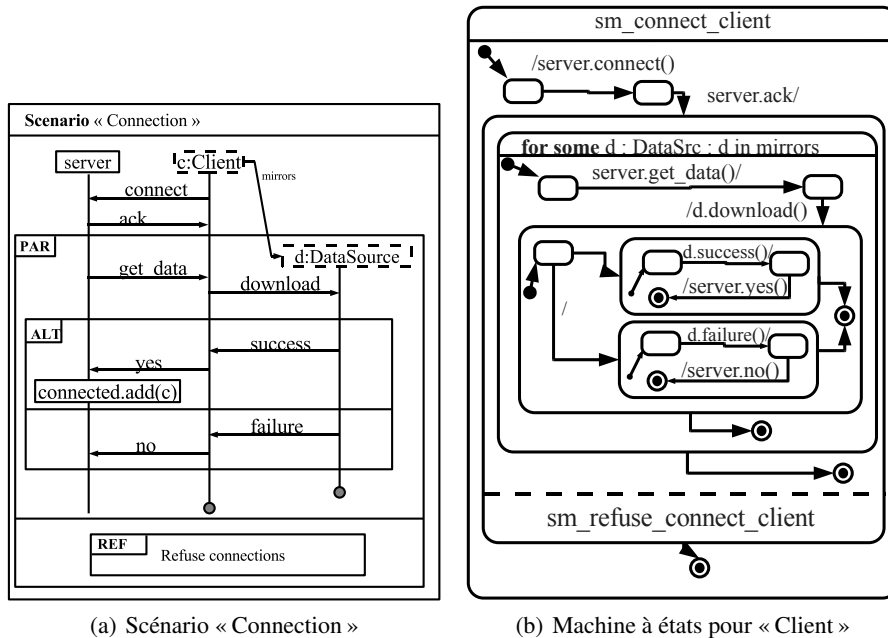 Scenario « Connection »
server
c:Client
mirrors
connect
ack
PAR
d:DataSource
get_data
download
ALT
success
yes
connected.add(c)
failure
no
REF
Refuse connections
(a) Scénario « Connection »
sm_connect_client
/server.connect()
server.ack/
for some d : DataSrc ; d in mirrors
server.get_data()/
/d.download()
d.success()/
/server.yes()
/
d.failure()/
/server.no()
sm_refuse_connect_client
(b) Machine à états pour « Client »